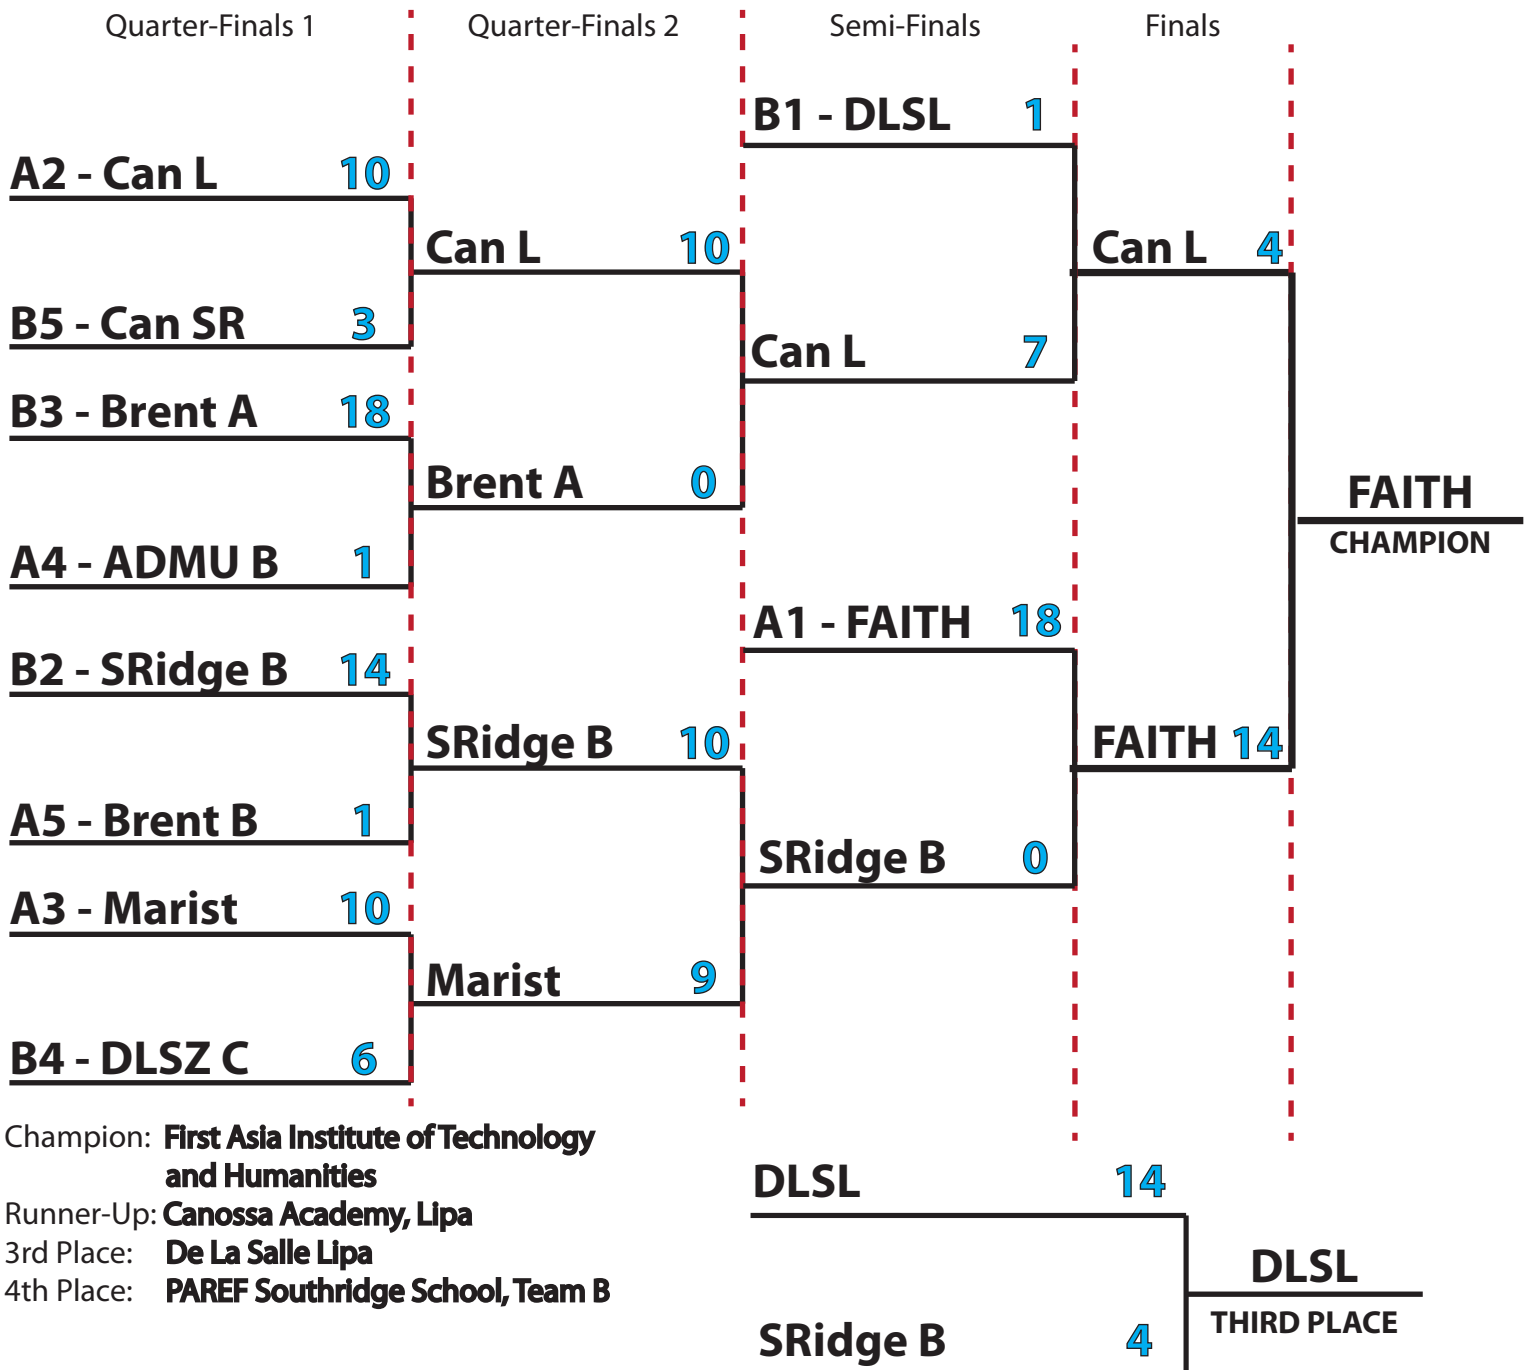 Quarter-Finals 1
Quarter-Finals 2
Semi-Finals
Finals
A2 - Can L 10
B5 - Can SR 3
B3 - Brent A 18
A4 - ADMU B 1
B2 - SRidge B 14
A5 - Brent B 1
A3 - Marist 10
B4 - DLSZ C 6
Can L 10
Brent A 0
SRidge B 10
Marist 9
B1 - DLSL 1
Can L 7
A1 - FAITH 18
SRidge B 0
Can L 4
FAITH 14
FAITH
CHAMPION
Champion: First Asia Institute of Technology
and Humanities
Runner-Up: Canossa Academy, Lipa
3rd Place: De La Salle Lipa
4th Place: PAREF Southridge School, Team B
DLSL 14
SRidge B 4
DLSL
THIRD PLACE